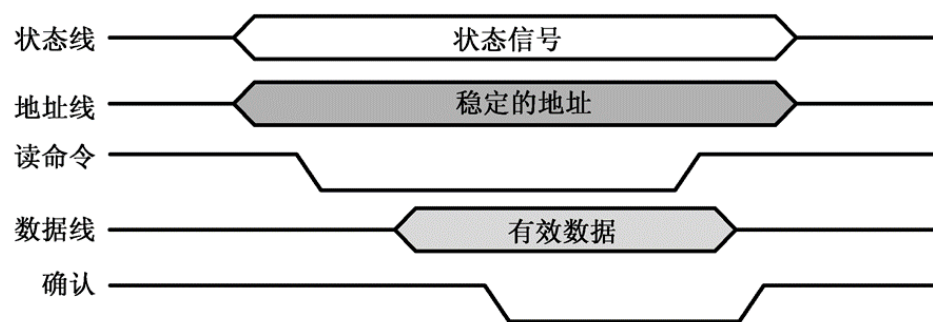 状态线 状态信号
地址线 稳定的地址
读命令
数据线 有效数据
确认